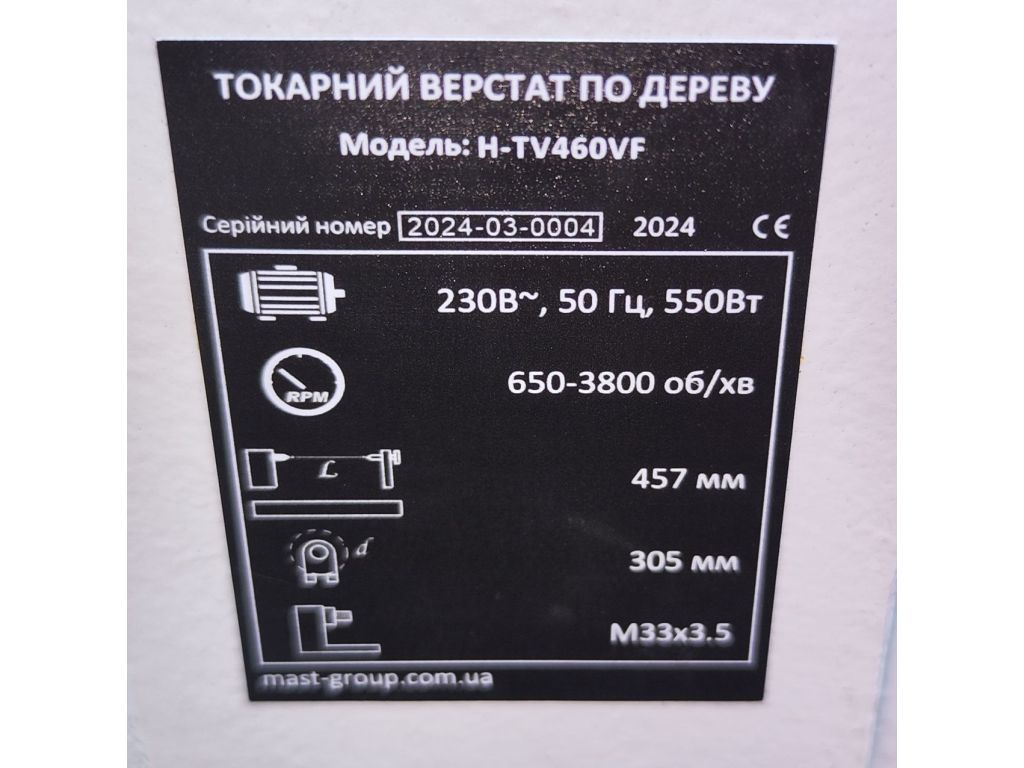 ТОКАРНИЙ ВЕРСТАТ ПО ДЕРЕВУ
Модель: H-TV460VF
Серійний номер 2024-03-0004 2024 CE
230В~, 50 Гц, 550Вт
RPM 650-3800 об/хв
L 457 мм
d 305 мм
M33x3.5
mast-group.com.ua